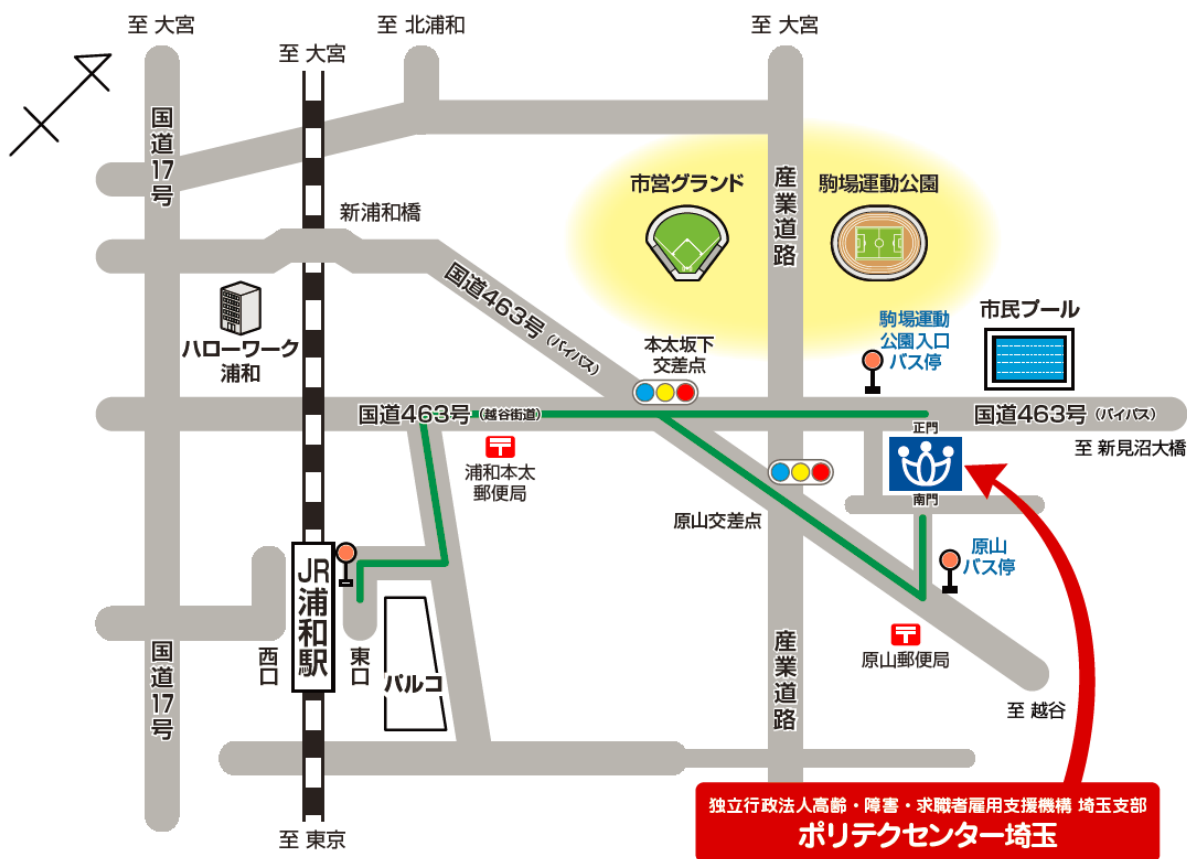 至 大宮
至 大宮
至 北浦和
至 大宮
国道17号
新浦和橋
市営グランド
産業道路
駒場運動公園
ハローワーク
浦和
国道463号(バイパス)
本太坂下
交差点
駒場運動
公園入口
バス停
市民プール
国道463号(越谷街道)
国道463号(バイパス)
至 新見沼大橋
正門
南門
浦和本太
郵便局
原山交差点
原山
バス停
原山郵便局
JR浦和駅
西口
東口
パルコ
国道17号
産業道路
至 越谷
至 東京
独立行政法人高齢・障害・求職者雇用支援機構 埼玉支部
ポリテクセンター埼玉